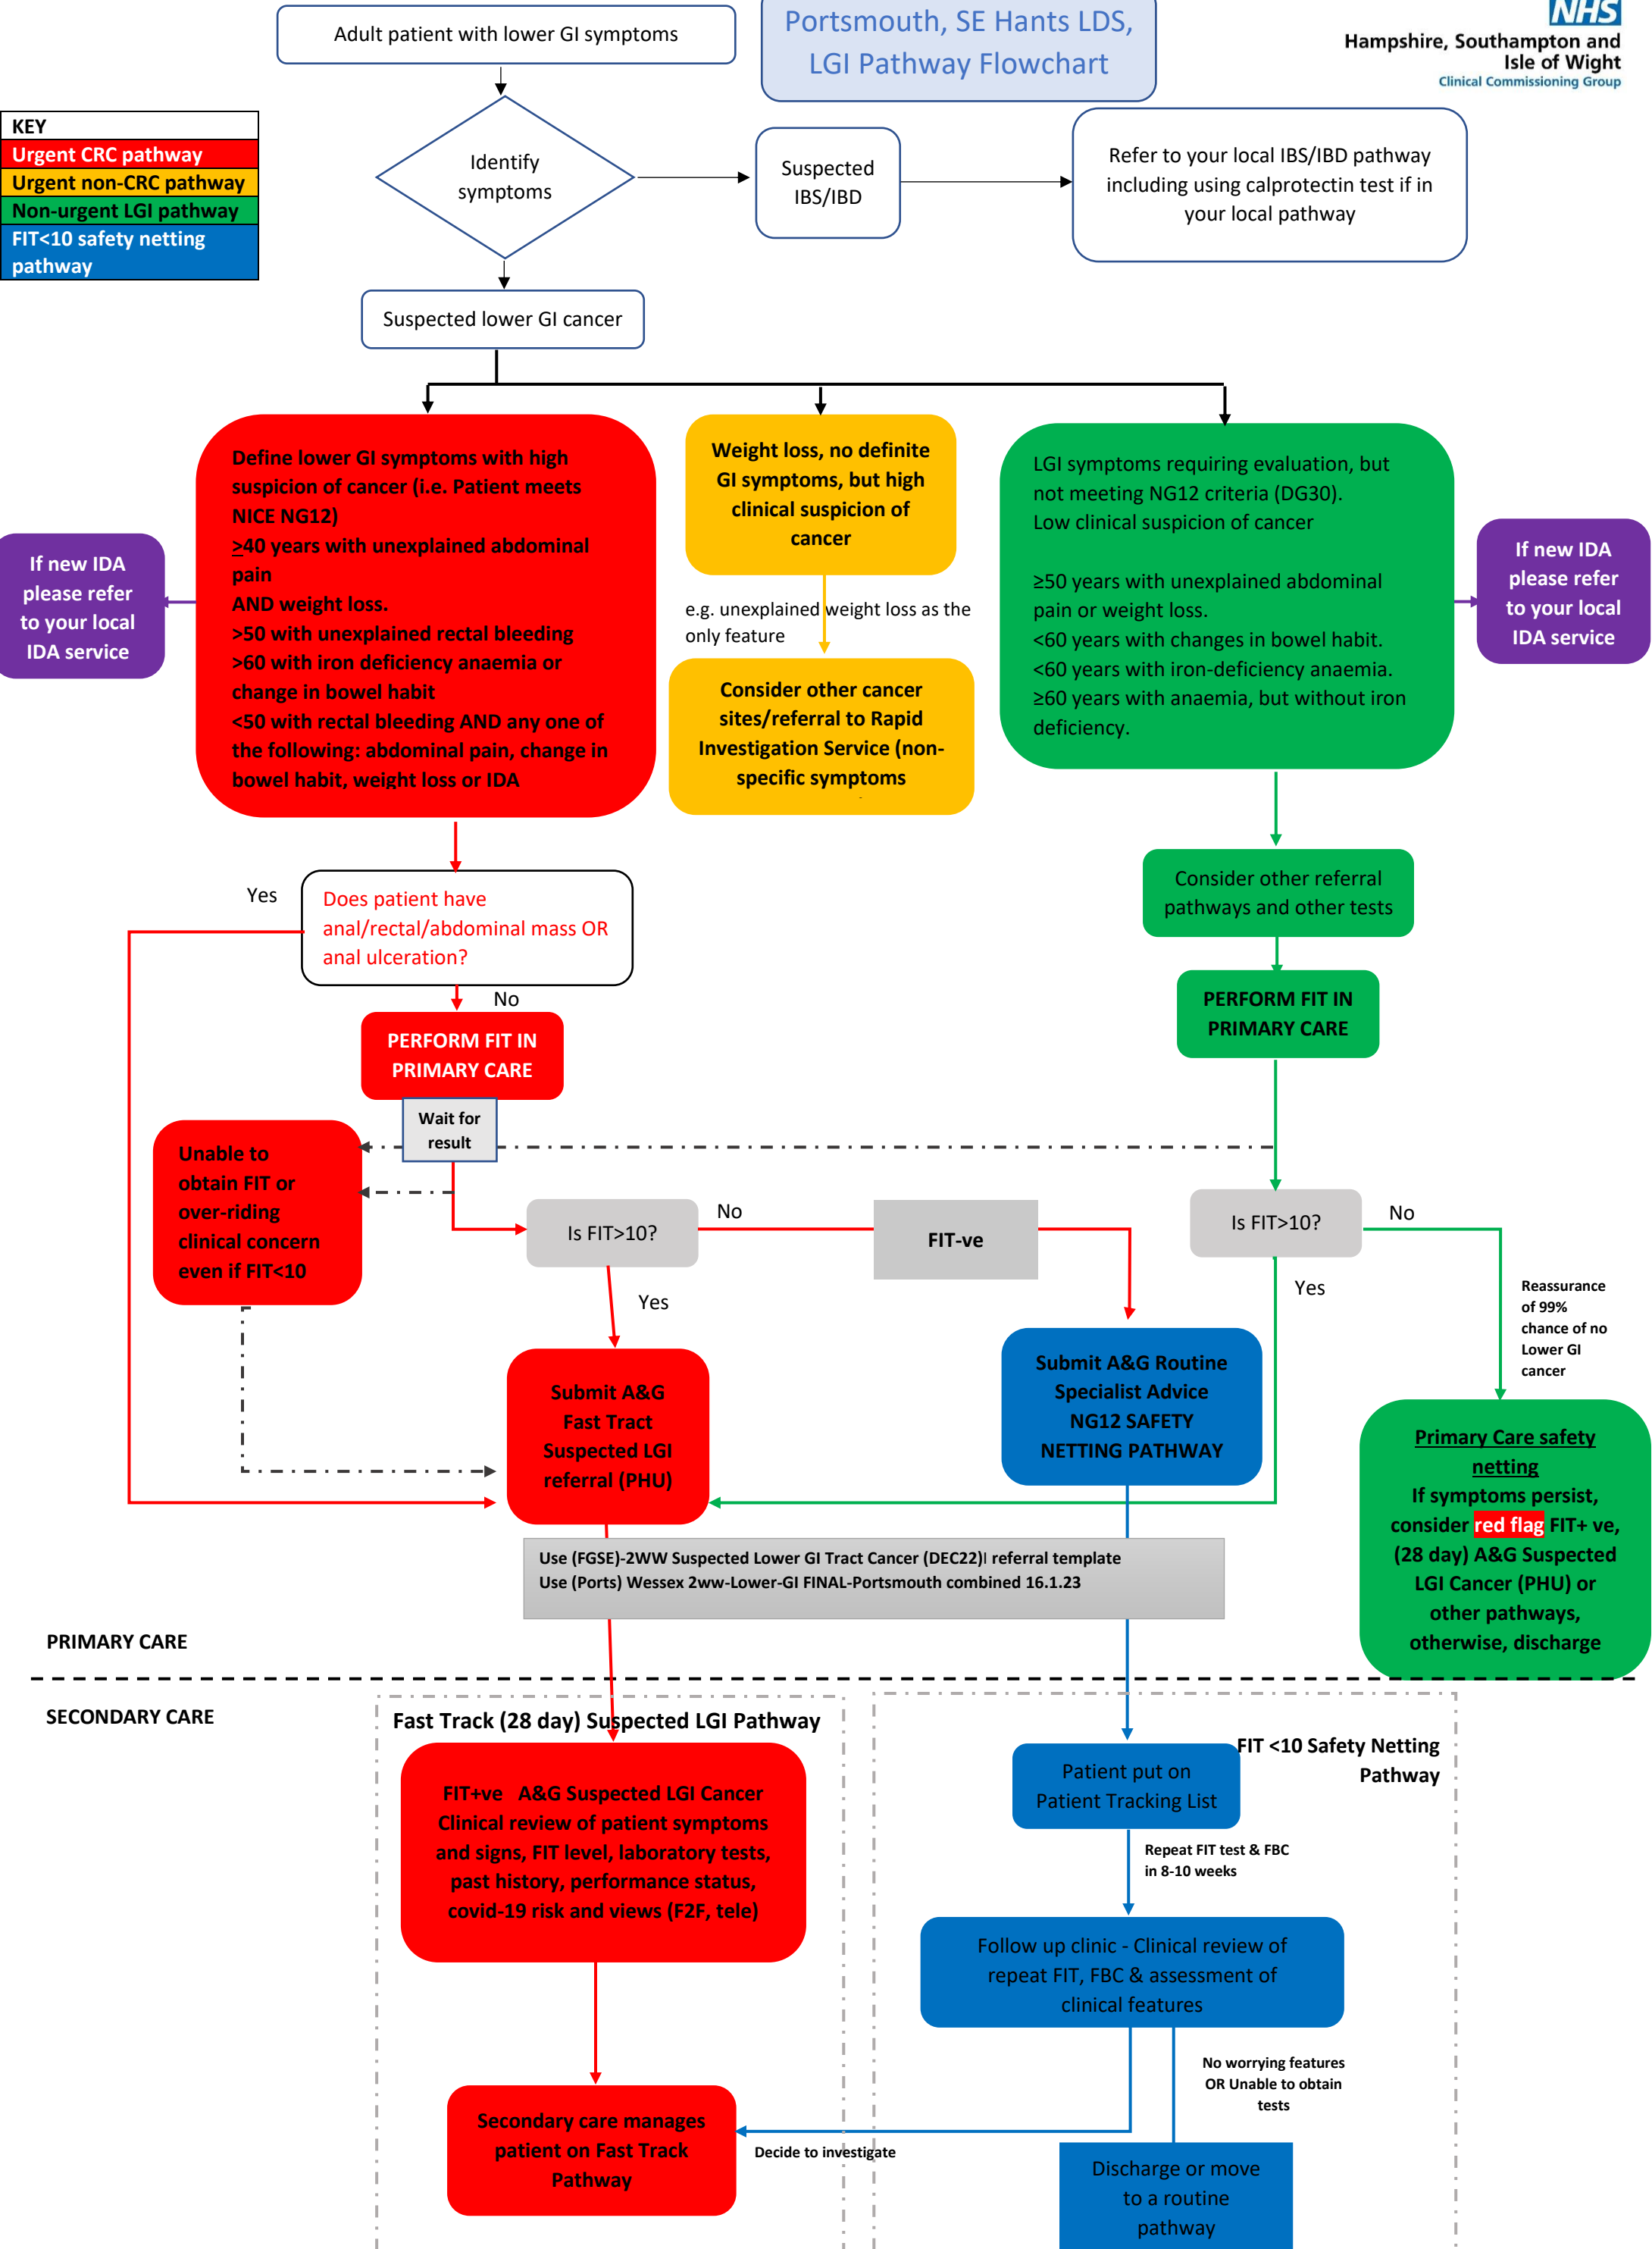 Adult patient with lower GI symptoms
Portsmouth, SE Hants LDS,
LGI Pathway Flowchart
NHS
Hampshire, Southampton and
Isle of Wight
Clinical Commissioning Group
KEY
Urgent CRC pathway
Urgent non-CRC pathway
Non-urgent LGI pathway
FIT<10 safety netting
pathway
Identify
symptoms
Suspected
IBS/IBD
Refer to your local IBS/IBD pathway
including using calprotectin test if in
your local pathway
Suspected lower GI cancer
If new IDA
please refer
to your local
IDA service
Define lower GI symptoms with high
suspicion of cancer (i.e. Patient meets
NICE NG12)
≥40 years with unexplained abdominal
pain
AND weight loss.
>50 with unexplained rectal bleeding
>60 with iron deficiency anaemia or
change in bowel habit
<50 with rectal bleeding AND any one of
the following: abdominal pain, change in
bowel habit, weight loss or IDA
Weight loss, no definite
GI symptoms, but high
clinical suspicion of
cancer
e.g. unexplained weight loss as the
only feature
Consider other cancer
sites/referral to Rapid
Investigation Service (non-
specific symptoms
LGI symptoms requiring evaluation, but
not meeting NG12 criteria (DG30).
Low clinical suspicion of cancer
≥50 years with unexplained abdominal
pain or weight loss.
<60 years with changes in bowel habit.
<60 years with iron-deficiency anaemia.
≥60 years with anaemia, but without iron
deficiency.
If new IDA
please refer
to your local
IDA service
Yes
Does patient have
anal/rectal/abdominal mass OR
anal ulceration?
No
PERFORM FIT IN
PRIMARY CARE
Wait for
result
Consider other referral
pathways and other tests
PERFORM FIT IN
PRIMARY CARE
Unable to
obtain FIT or
over-riding
clinical concern
even if FIT<10
Is FIT>10?
No
FIT-ve
Yes
Is FIT>10?
No
Yes
Reassurance
of 99%
chance of no
Lower GI
cancer
Submit A&G
Fast Tract
Suspected LGI
referral (PHU)
Submit A&G Routine
Specialist Advice
NG12 SAFETY
NETTING PATHWAY
Primary Care safety
netting
If symptoms persist,
consider red flag FIT+ ve,
(28 day) A&G Suspected
LGI Cancer (PHU) or
other pathways,
otherwise, discharge
Use (FGSE)-2WW Suspected Lower GI Tract Cancer (DEC22)l referral template
Use (Ports) Wessex 2ww-Lower-GI FINAL-Portsmouth combined 16.1.23
PRIMARY CARE
SECONDARY CARE
Fast Track (28 day) Suspected LGI Pathway
FIT+ve A&G Suspected LGI Cancer
Clinical review of patient symptoms
and signs, FIT level, laboratory tests,
past history, performance status,
covid-19 risk and views (F2F, tele)
Secondary care manages
patient on Fast Track
Pathway
FIT <10 Safety Netting
Pathway
Patient put on
Patient Tracking List
Repeat FIT test & FBC
in 8-10 weeks
Follow up clinic - Clinical review of
repeat FIT, FBC & assessment of
clinical features
No worrying features
OR Unable to obtain
tests
Decide to investigate
Discharge or move
to a routine
pathway